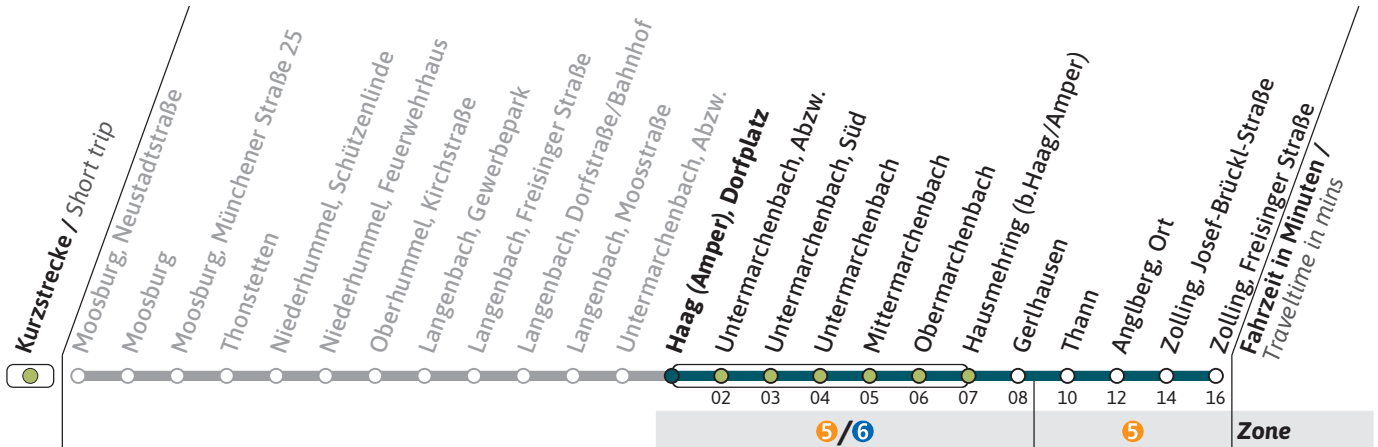 Kurzstrecke / Short trip
Moosburg, Neustadtstraße
Moosburg
Moosburg, Münchener Straße 25
Thonstetten
Niederhummel, Schützenlinde
Niederhummel, Feuerwehrhaus
Oberhummel, Kirchstraße
Langenbach, Gewerbepark
Langenbach, Freisinger Straße
Langenbach, Dorfstraße/Bahnhof
Langenbach, Moosstraße
Untermarchenbach, Abzw.
Haag (Amper), Dorfplatz
Untermarchenbach, Abzw.
Untermarchenbach, Süd
Untermarchenbach
Mittermarchenbach
Obermarchenbach
Hausmehring (b.Haag/Amper)
Gerlhausen
Thann
Anglberg, Ort
Zolling, Josef-Brückl-Straße
Zolling, Freisinger Straße
Fahrzeit in Minuten /
Traveltime in mins
02 03 04 05 06 07 08 10 12 14 16
5/6 5 Zone